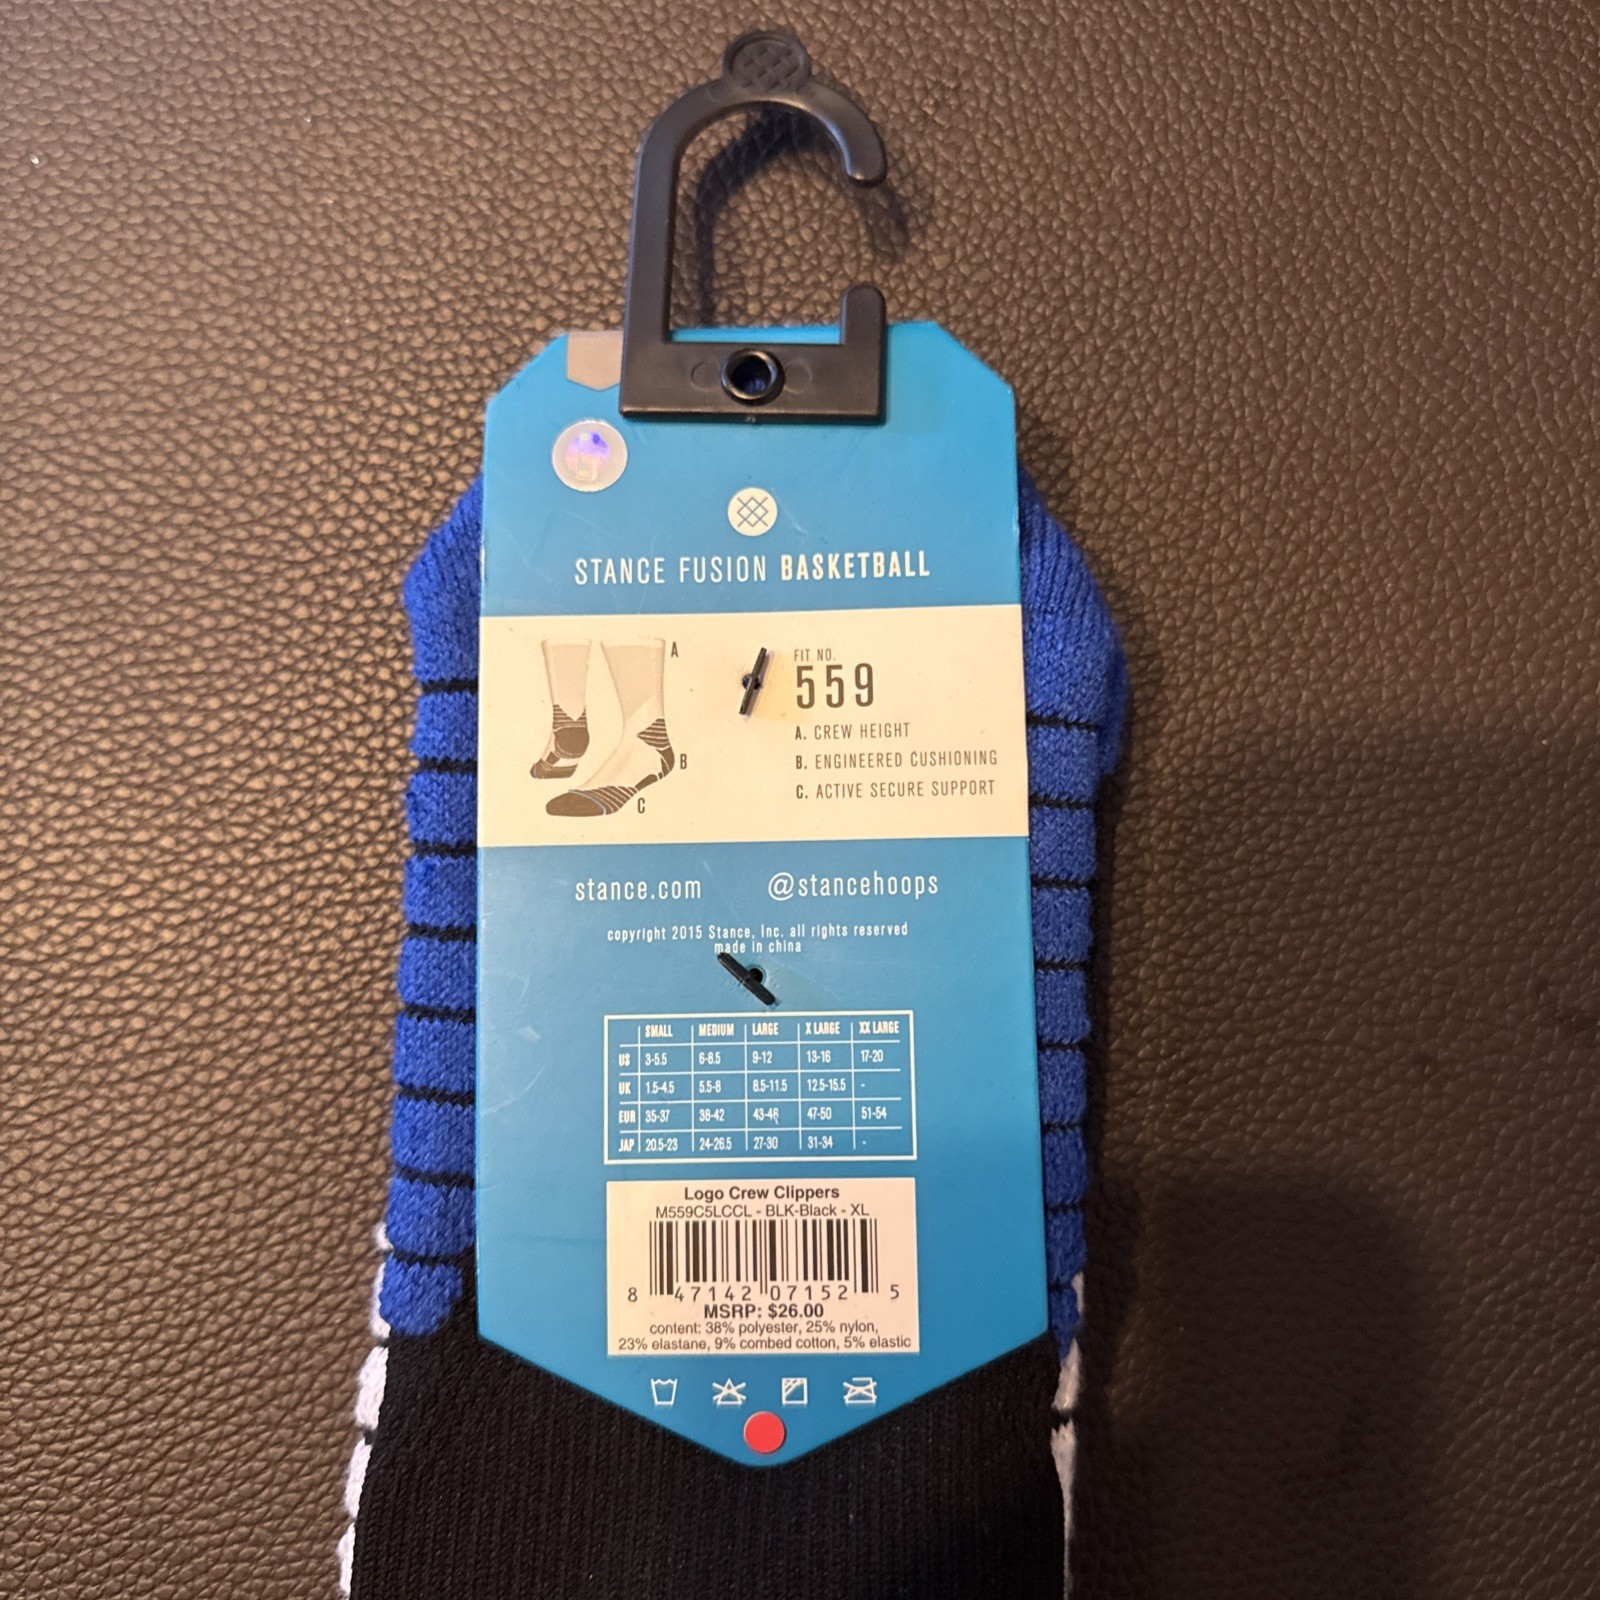 STANCE FUSION BASKETBALL
A
B
C
FIT NO.
559
A. CREW HEIGHT
B. ENGINEERED CUSHIONING
C. ACTIVE SECURE SUPPORT
stance.com @stancehoops
copyright 2015 Stance, Inc. all rights reserved
made in china
SMALL MEDIUM LARGE X LARGE XX LARGE
US 3-5.5 6-8.5 9-12 13-16 17-20
UK 1.5-4.5 5.5-8 8.5-11.5 12.5-15.5 -
EUR 35-37 38-42 43-46 47-50 51-54
JAP 20.5-23 24-26.5 27-30 31-34 -
Logo Crew Clippers
M559C5LCCL - BLK-Black - XL
8 47142 07152 5
MSRP: $26.00
content: 38% polyester, 25% nylon,
23% elastane, 9% combed cotton, 5% elastic